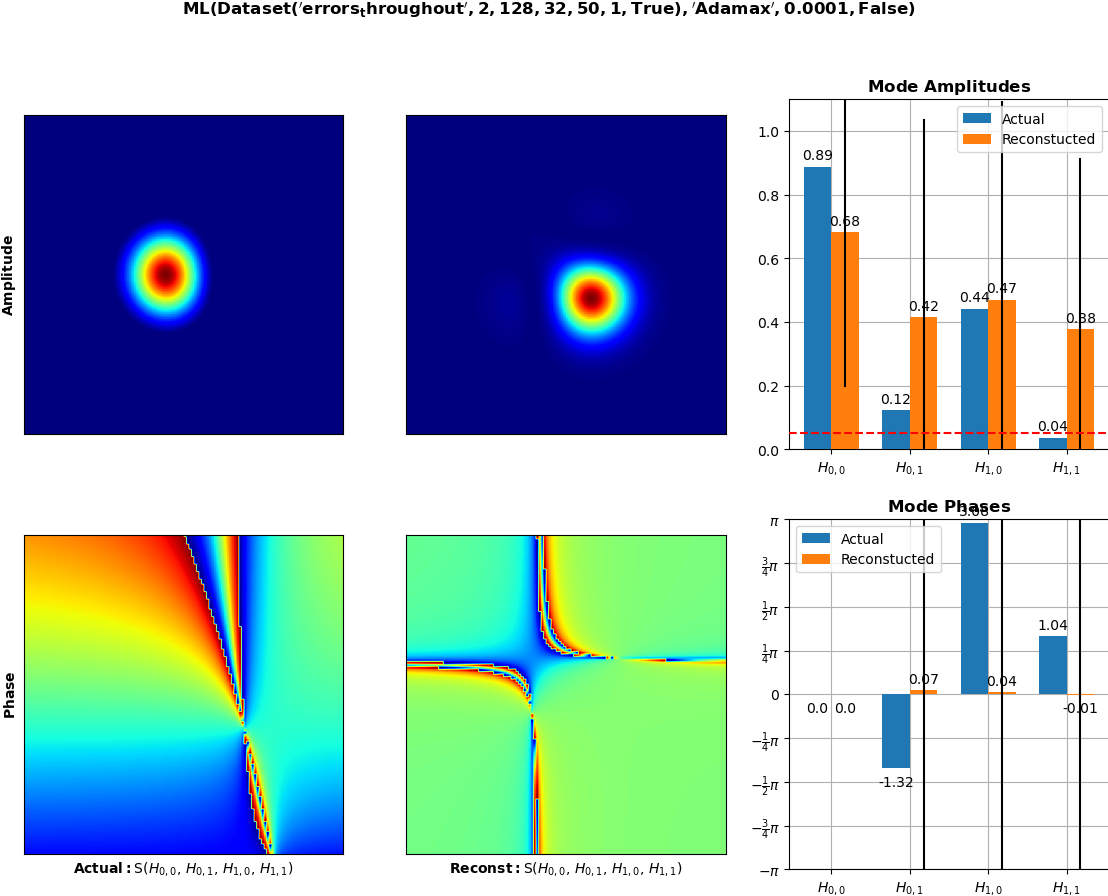 ML(Dataset('errors_throughout', 2, 128, 32, 50, 1, True), 'Adamax', 0.0001, False)
Mode Amplitudes
Amplitude
Actual
Reconstucted
1.0
0.8
0.6
0.4
0.2
0.0
0.89
0.68
0.12
0.42
0.44
0.47
0.04
0.38
H0,0
H0,1
H1,0
H1,1
Mode Phases
Phase
Actual
Reconstucted
π
3/4π
1/2π
1/4π
0
−1/4π
−1/2π
−3/4π
−π
0.0
0.0
-1.32
0.07
3.08
0.04
1.04
-0.01
H0,0
H0,1
H1,0
H1,1
Actual: S(H0,0, H0,1, H1,0, H1,1)
Reconst: S(H0,0, H0,1, H1,0, H1,1)